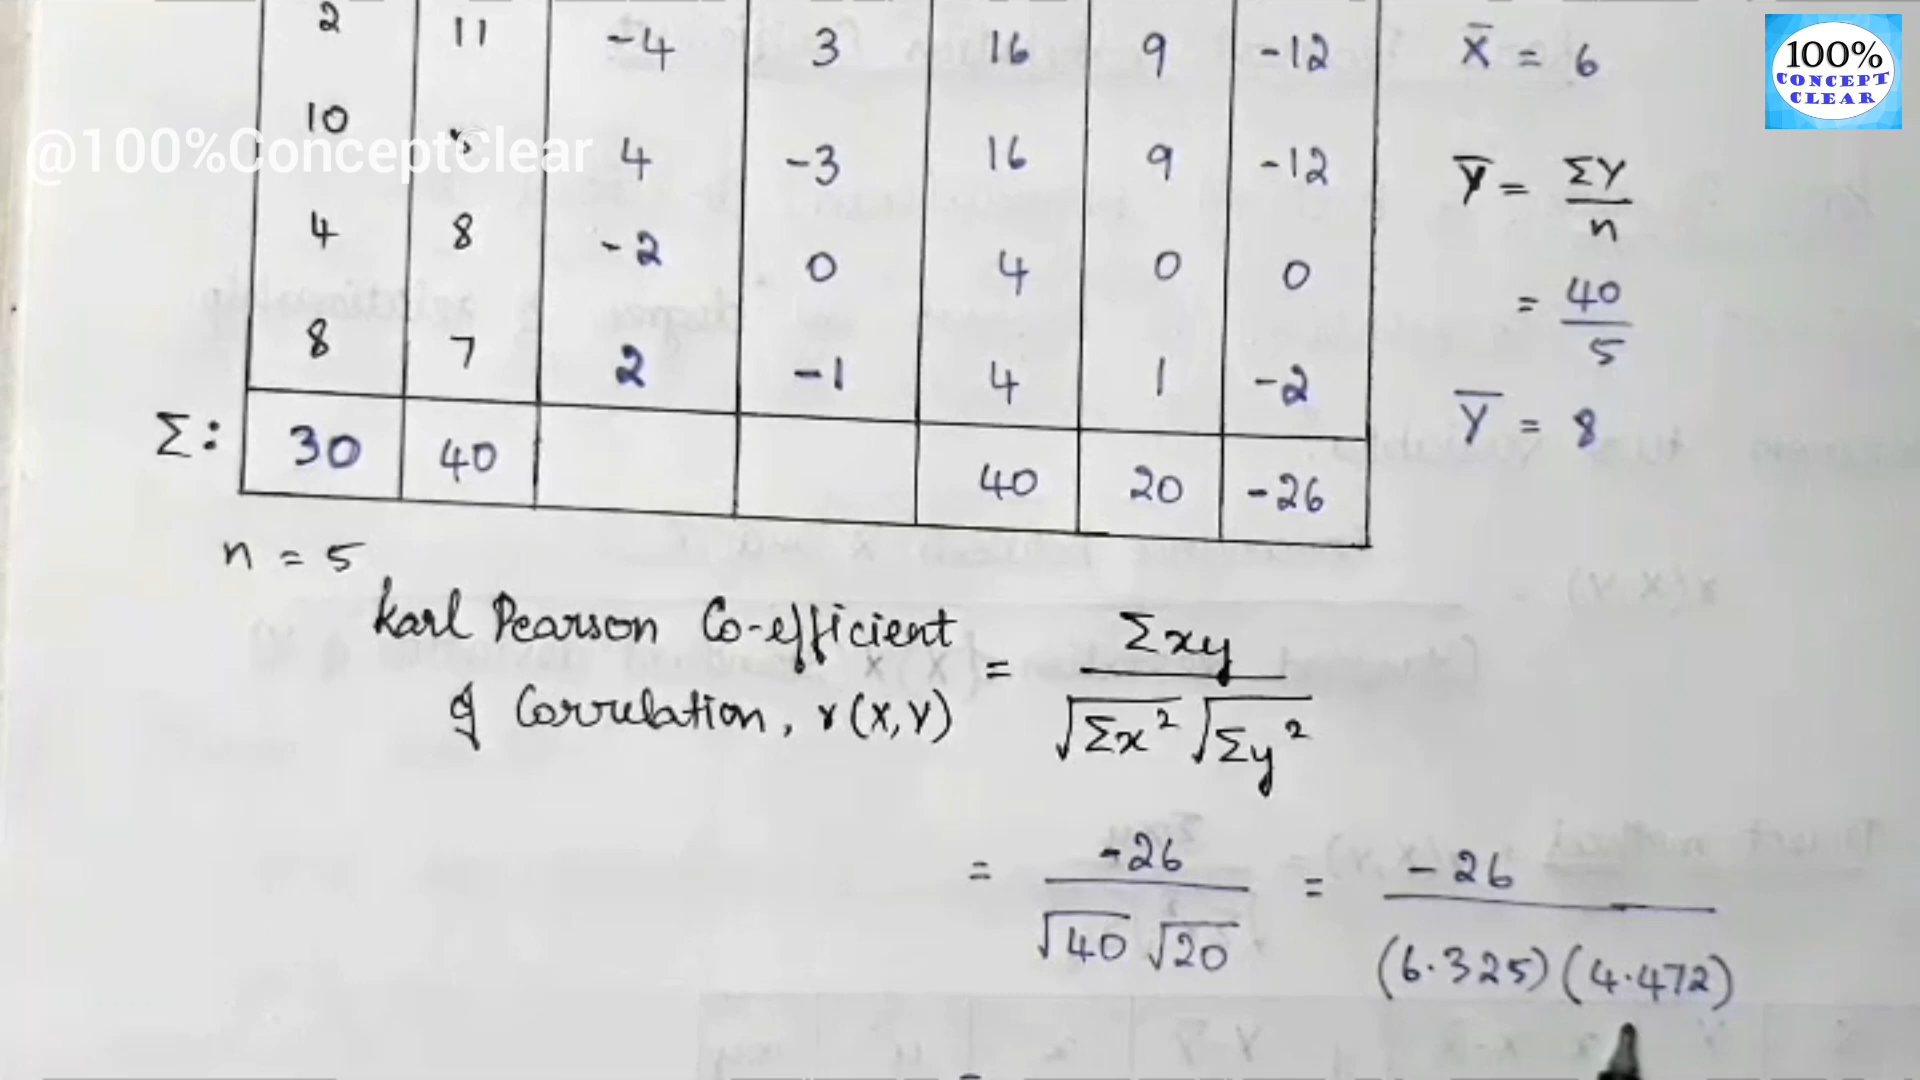 2 11 -4 3 16 9 -12
10 5 4 -3 16 9 -12
4 8 -2 0 4 0 0
8 7 2 -1 4 1 -2
Σ: 30 40 40 20 -26
X̄ = 6
Ȳ = ΣY / n
= 40 / 5
Ȳ = 8
n = 5
Karl Pearson Co-efficient
of Correlation, r(X,Y) = Σxy / √Σx² √Σy²
= -26 / √40 √20 = -26 / (6.325)(4.472)
@100%ConceptClear
100%
CONCEPT
CLEAR